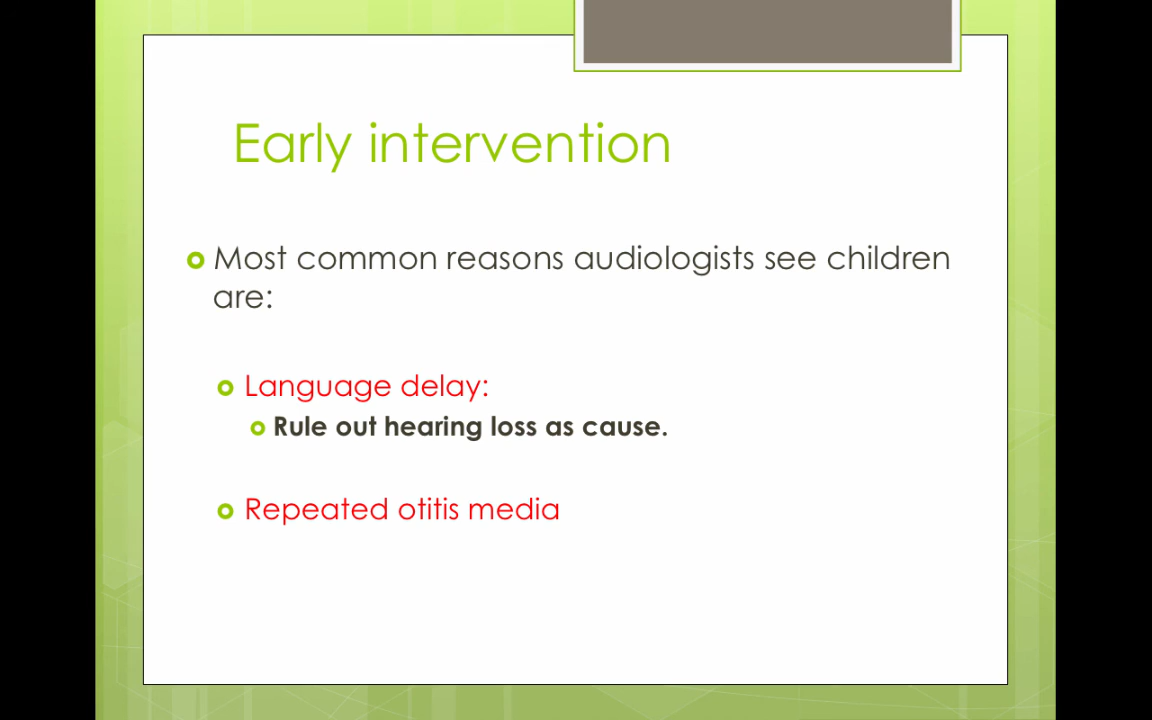 Early intervention
Most common reasons audiologists see children
are:
Language delay:
Rule out hearing loss as cause.
Repeated otitis media